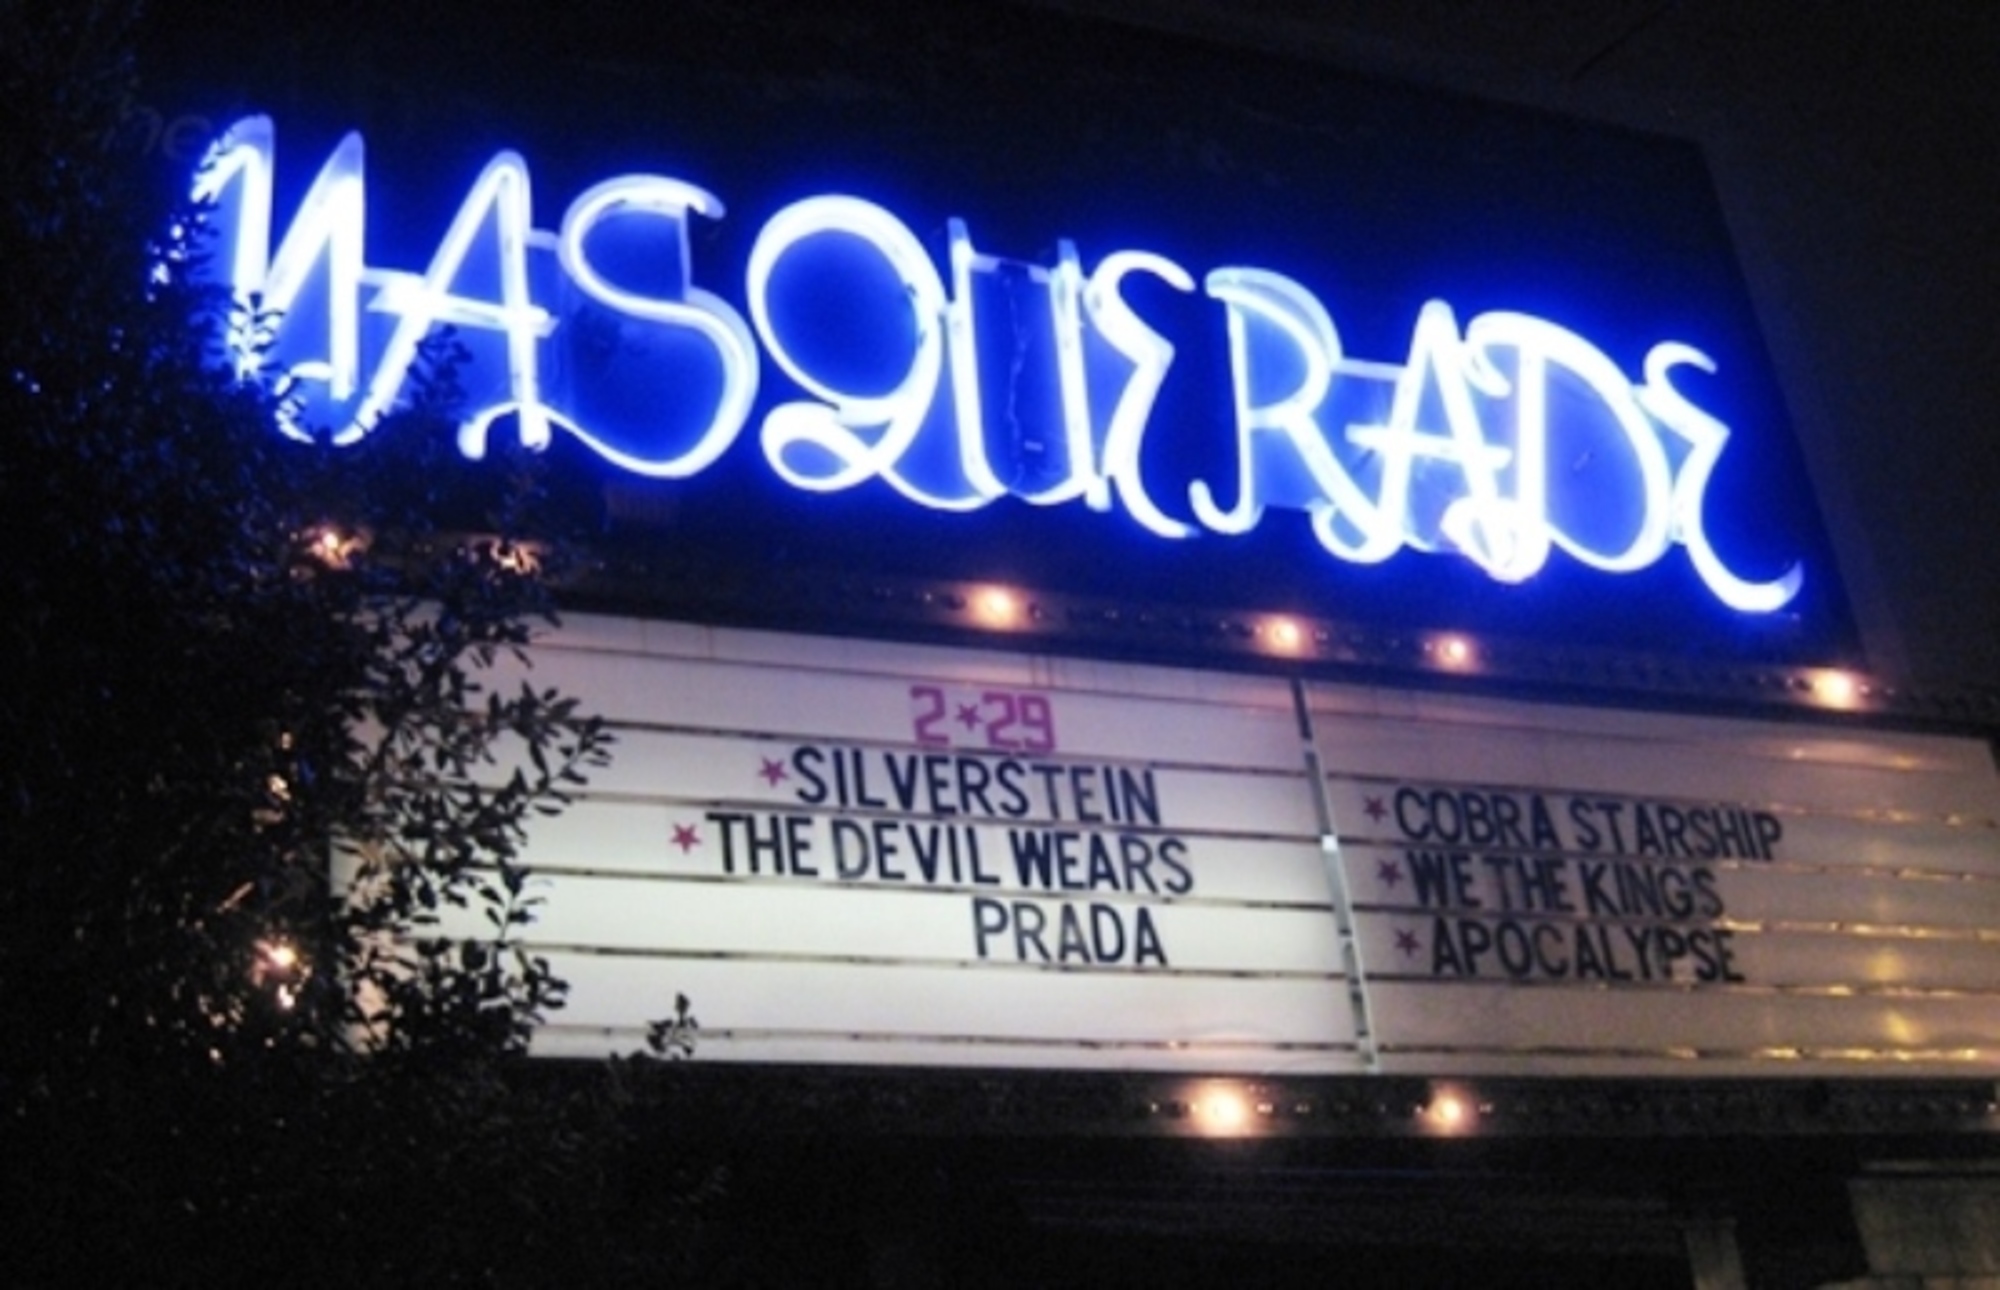 MASQUERADE
2★29
★SILVERSTEIN
★THE DEVIL WEARS
PRADA
★COBRA STARSHIP
★WE THE KINGS
★APOCALYPSE